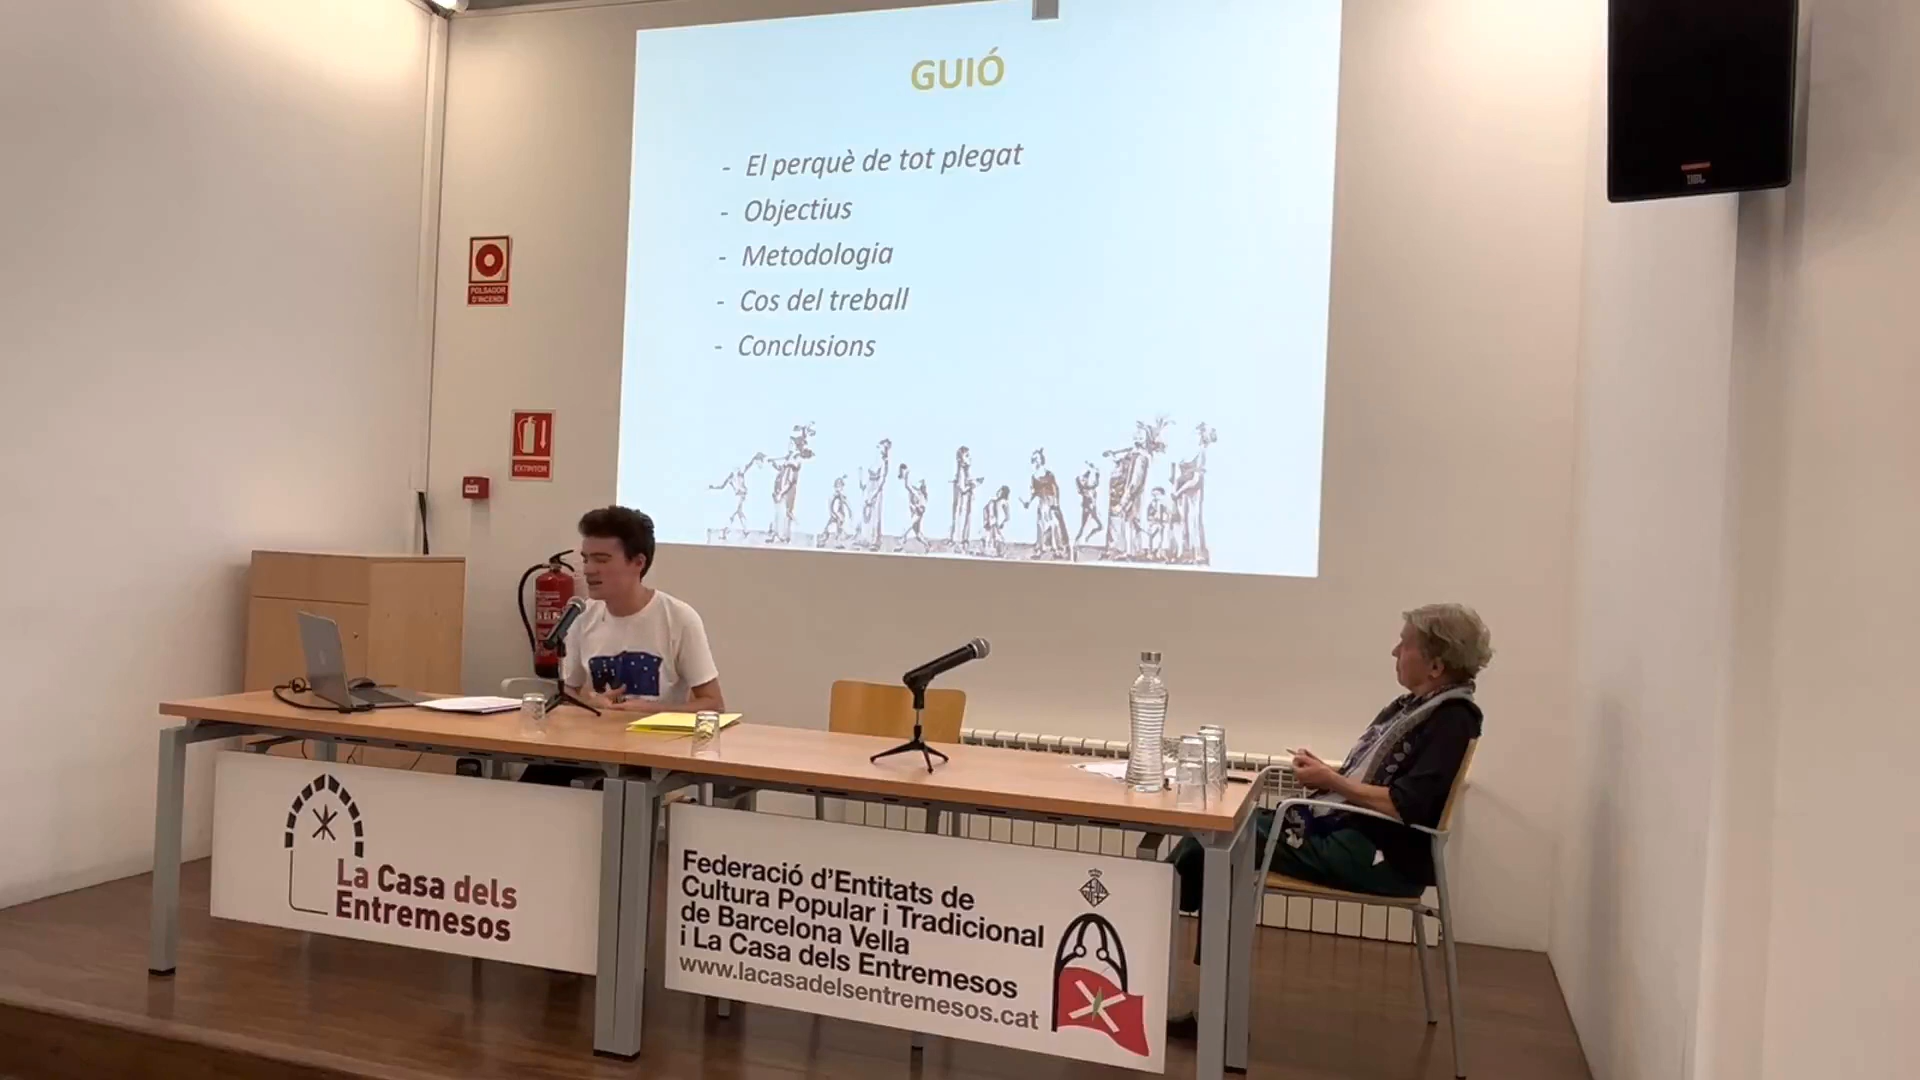 GUIÓ
- El perquè de tot plegat
- Objectius
- Metodologia
- Cos del treball
- Conclusions
POLSADOR
D'INCENDI
EXTINTOR
JBL
La Casa dels
Entremesos
Federació d'Entitats de
Cultura Popular i Tradicional
de Barcelona Vella
i La Casa dels Entremesos
www.lacasadelsentremesos.cat